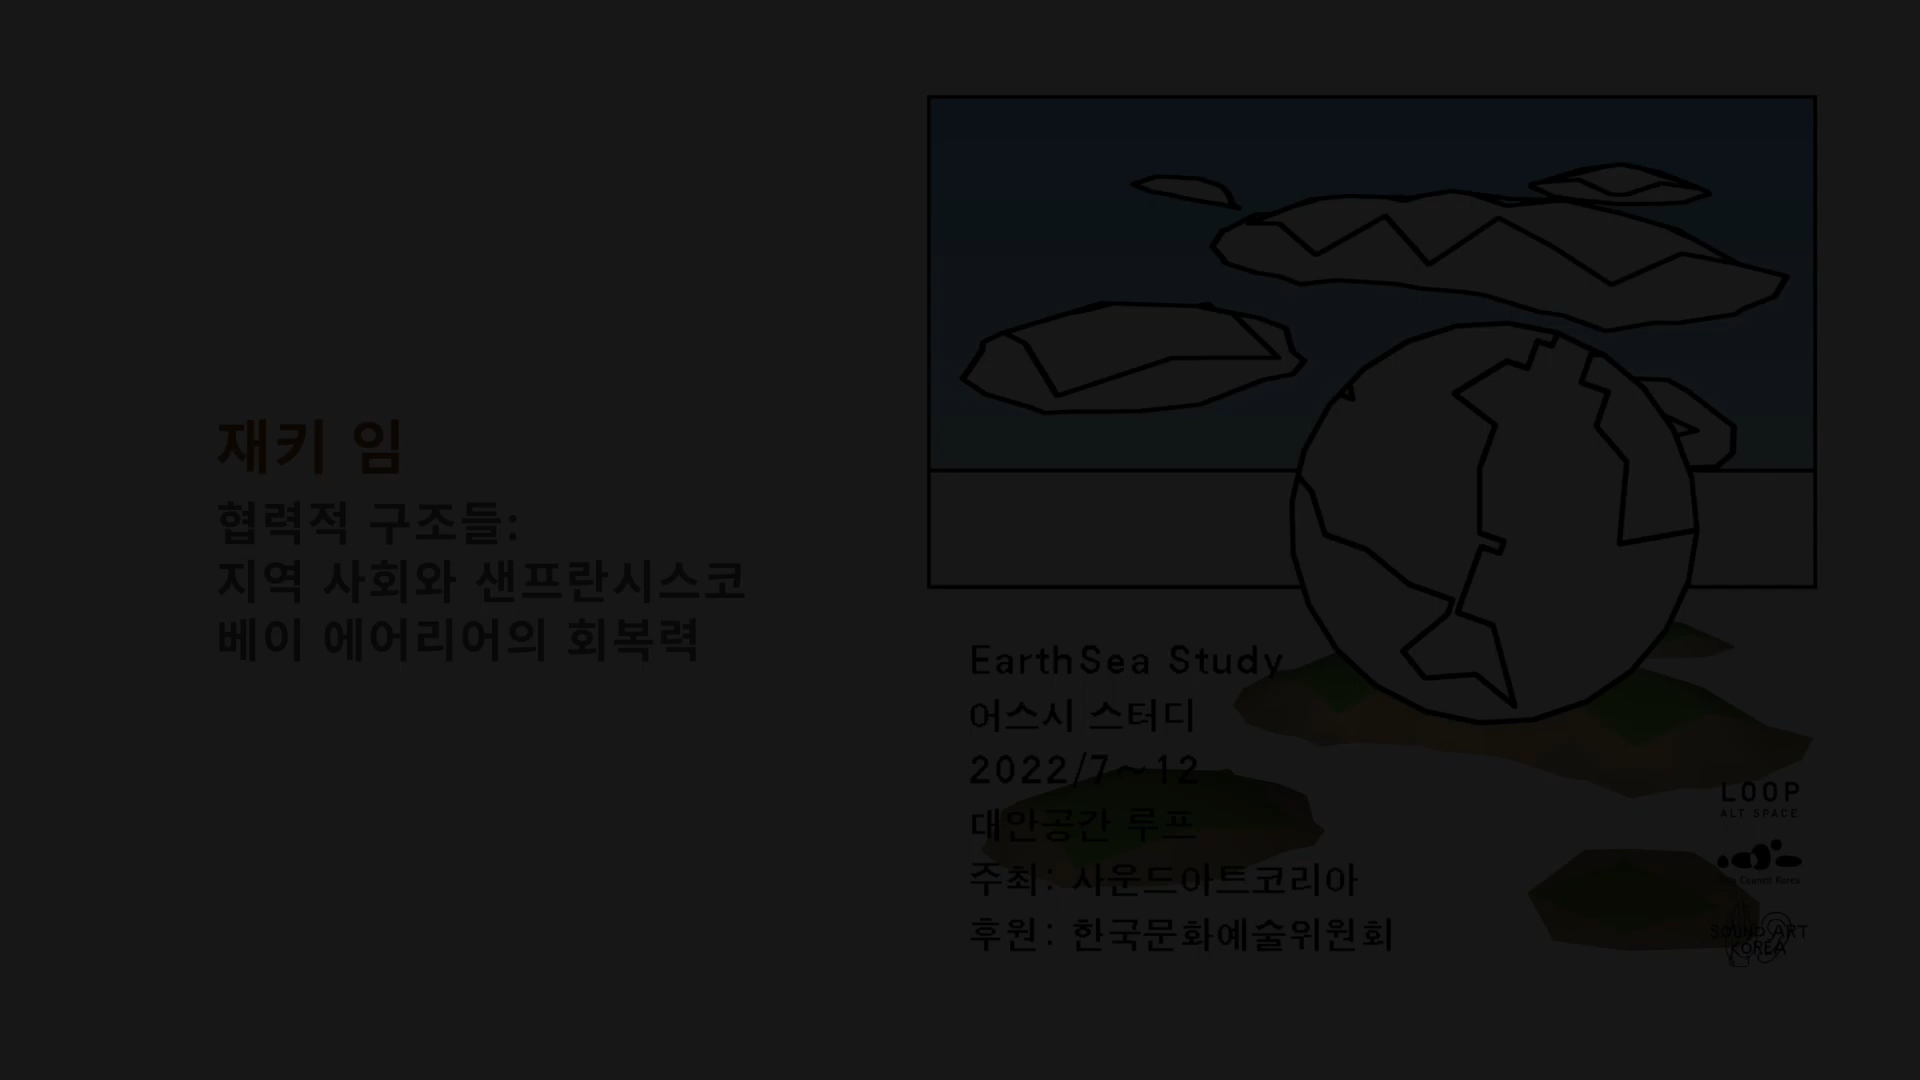 재키 임
협력적 구조들:
지역 사회와 샌프란시스코
베이 에어리어의 회복력
EarthSea Study
어스시 스터디
2022/7~12
대안공간 루프
주최: 사운드아트코리아
후원: 한국문화예술위원회
LOOP
ALT SPACE
Council Korea
SOUND ART
KOREA